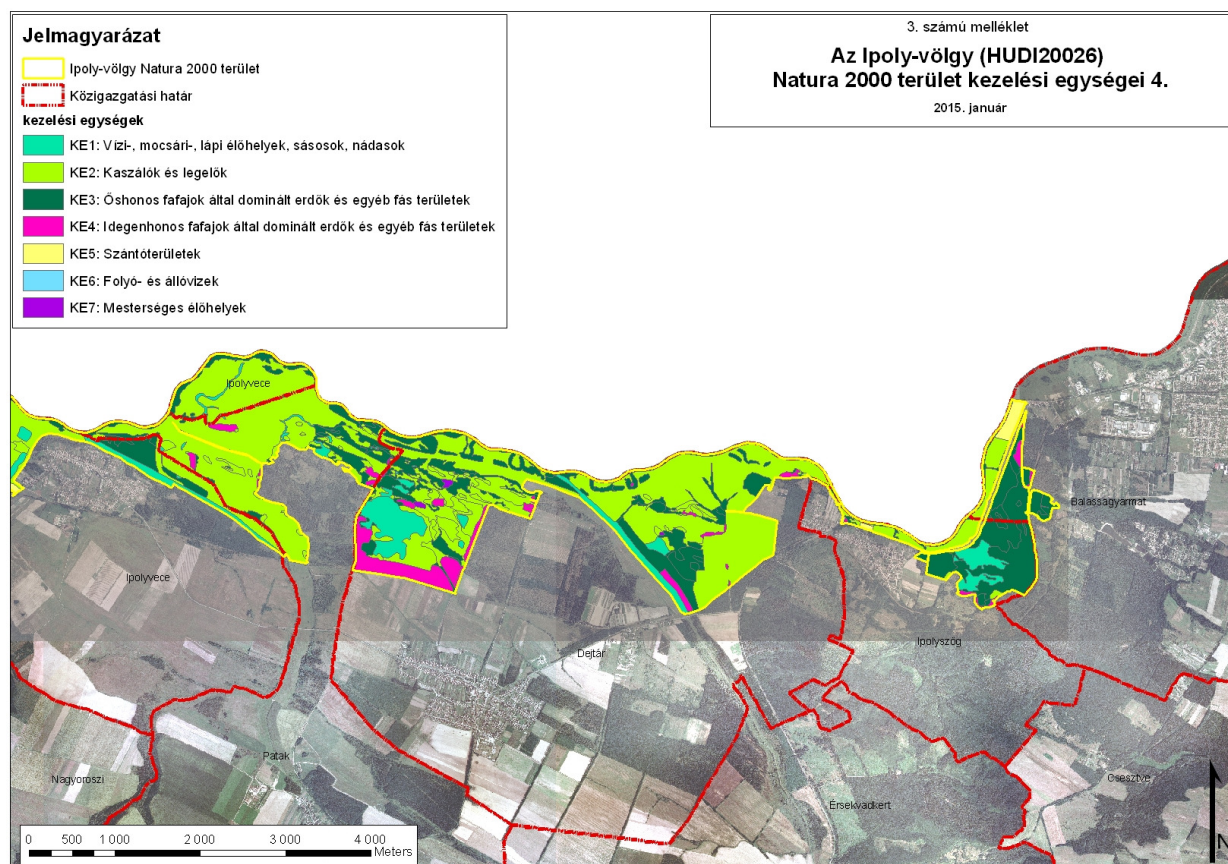 Jelmagyarázat
Ipoly-völgy Natura 2000 terület
Közigazgatási határ
kezelési egységek
KE1: Vízi-, mocsári-, lápi élőhelyek, sásosok, nádasok
KE2: Kaszálók és legelők
KE3: Őshonos fafajok által dominált erdők és egyéb fás területek
KE4: Idegenhonos fafajok által dominált erdők és egyéb fás területek
KE5: Szántóterületek
KE6: Folyó- és állóvizek
KE7: Mesterséges élőhelyek
3. számú melléklet
Az Ipoly-völgy (HUDI20026)
Natura 2000 terület kezelési egységei 4.
2015. január
Ipolyvece
Balassagyarmat
Ipolyvece
Ipolyszög
Dejtár
Patak
Nagyoroszi
Csesztve
Érsekvadkert
0 500 1 000 2 000 3 000 4 000
Meters